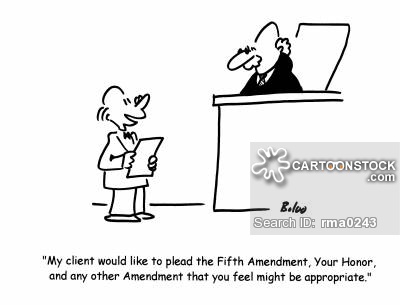 CARTOONSTOCK
.com
Search ID: rma0243
"My client would like to plead the Fifth Amendment, Your Honor,
and any other Amendment that you feel might be appropriate."